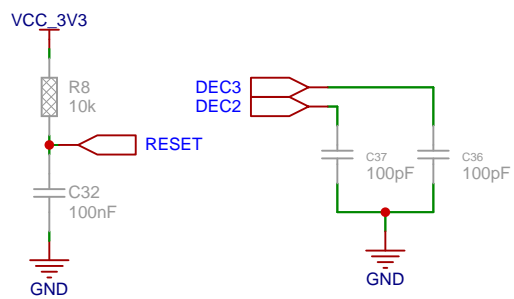 VCC_3V3
R8
10k
RESET
C32
100nF
GND
DEC3
DEC2
C37
100pF
C36
100pF
GND